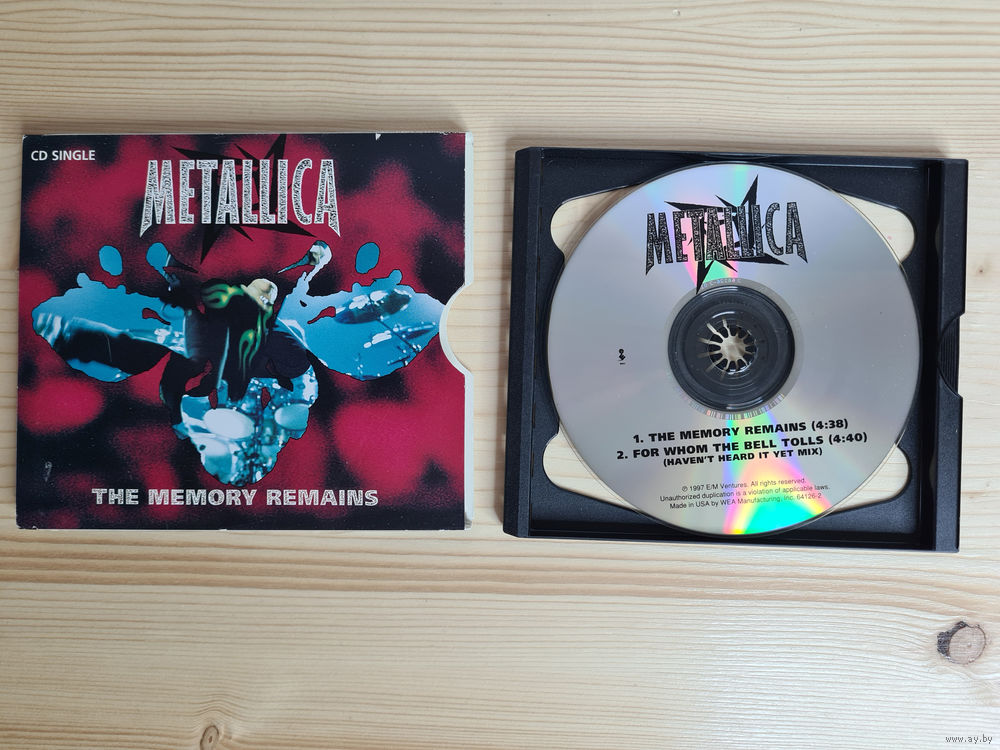 CD SINGLE
METALLICA
THE MEMORY REMAINS
METALLICA
1. THE MEMORY REMAINS (4:38)
2. FOR WHOM THE BELL TOLLS (4:40)
(HAVEN'T HEARD IT YET MIX)
℗ 1997 E/M Ventures. All rights reserved.
Unauthorized duplication is a violation of applicable laws.
Made in USA by WEA Manufacturing, Inc. 64126-2
www.ay.by